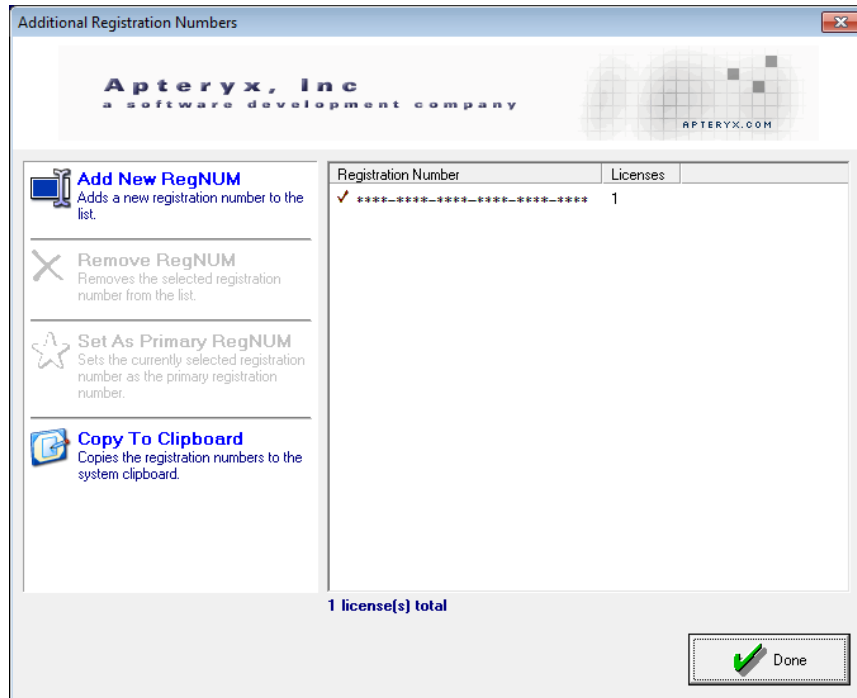 Additional Registration Numbers
Apteryx, Inc
a software development company
APTERYX.COM
Add New RegNUM
Adds a new registration number to the
list.
Remove RegNUM
Removes the selected registration
number from the list.
Set As Primary RegNUM
Sets the currently selected registration
number as the primary registration
number.
Copy To Clipboard
Copies the registration numbers to the
system clipboard.
Registration Number Licenses
****-****-****-****-****-**** 1
1 license(s) total
Done